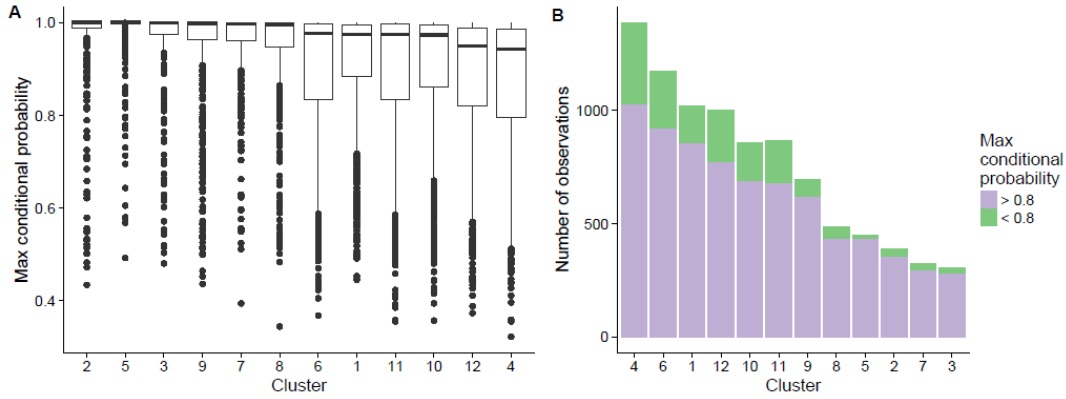 A
Max conditional probability
1.0
0.8
0.6
0.4
2 5 3 9 7 8 6 1 11 10 12 4
Cluster
B
Number of observations
1000
500
0
4 6 1 12 10 11 9 8 5 2 7 3
Cluster
Max
conditional
probability
> 0.8
< 0.8